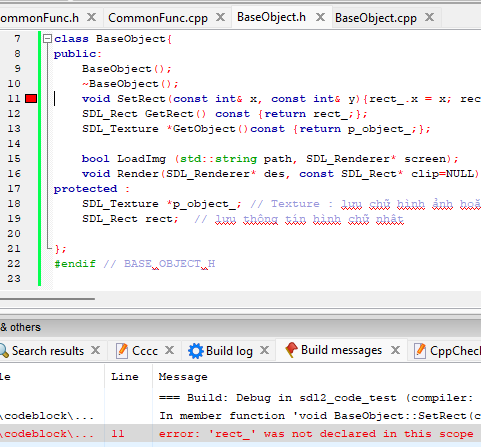 ommonFunc.h CommonFunc.cpp BaseObject.h BaseObject.cpp
7 class BaseObject{
8 public:
9 BaseObject();
10 ~BaseObject();
11 void SetRect(const int& x, const int& y){rect_.x = x; rec
12 SDL_Rect GetRect() const {return rect_;};
13 SDL_Texture *GetObject()const {return p_object_;};
14
15 bool LoadImg (std::string path, SDL_Renderer* screen);
16 void Render(SDL_Renderer* des, const SDL_Rect* clip=NULL)
17 protected :
18 SDL_Texture *p_object_; // Texture : lưu chữ hình ảnh hoặ
19 SDL_Rect rect; // lưu thông tin hình chữ nhật
20
21 };
22 #endif // BASE_OBJECT_H
23
& others
Search results Cccc Build log Build messages CppChec
le Line Message
=== Build: Debug in sdl2_code_test (compiler:
\codeblock\... In member function 'void BaseObject::SetRect(c
\codeblock\... 11 error: 'rect_' was not declared in this scope